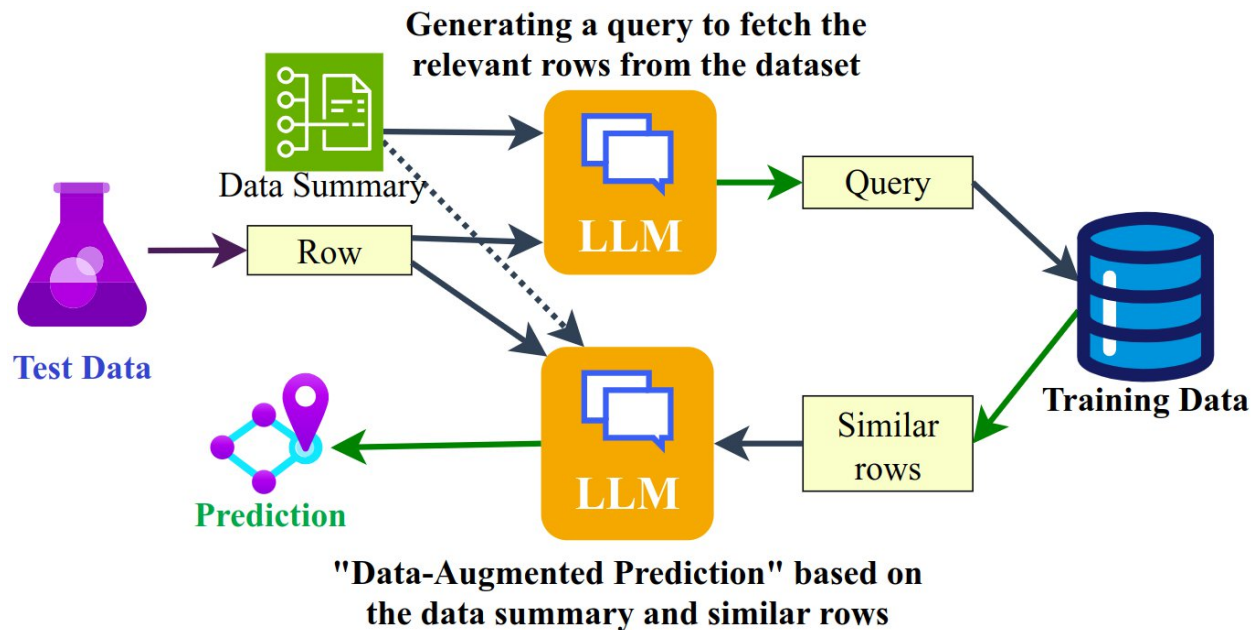 Generating a query to fetch the
relevant rows from the dataset
Data Summary
LLM
Query
Row
Test Data
Training Data
Similar
rows
LLM
Prediction
"Data-Augmented Prediction" based on
the data summary and similar rows